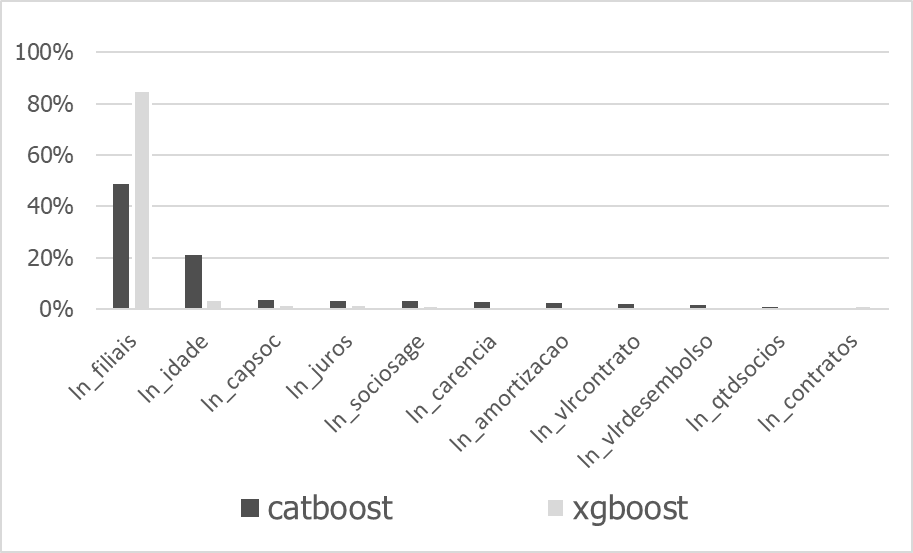 100%
80%
60%
40%
20%
0%
ln_filiais
ln_idade
ln_capsoc
ln_juros
ln_sociosage
ln_carencia
ln_amortizacao
ln_vlrcontrato
ln_vlrdesembolso
ln_qtdsocios
ln_contratos
catboost
xgboost